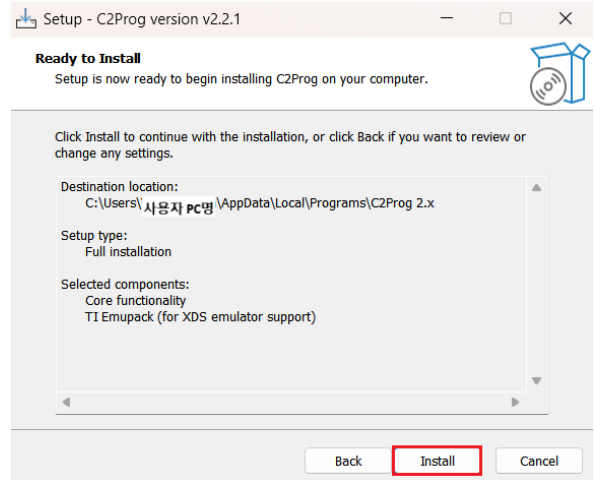 Setup - C2Prog version v2.2.1
Ready to Install
Setup is now ready to begin installing C2Prog on your computer.
Click Install to continue with the installation, or click Back if you want to review or
change any settings.
Destination location:
C:\Users\사용자 PC명\AppData\Local\Programs\C2Prog 2.x
Setup type:
Full installation
Selected components:
Core functionality
TI Emupack (for XDS emulator support)
Back Install Cancel